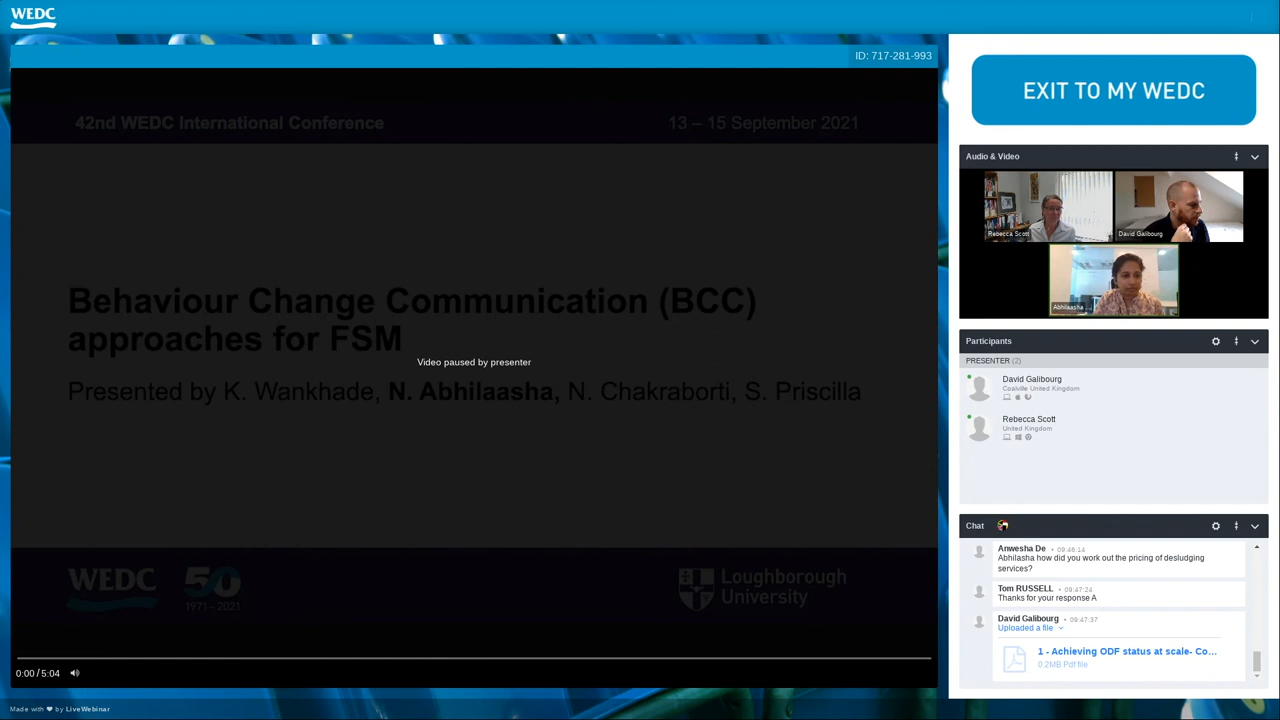 WEDC
ID: 717-281-993
42nd WEDC International Conference
13 – 15 September 2021
Behaviour Change Communication (BCC)
approaches for FSM
Video paused by presenter
Presented by K. Wankhade, N. Abhilaasha, N. Chakraborti, S. Priscilla
WEDC
50
1971 – 2021
Loughborough
University
0:00 / 5:04
Made with ❤ by LiveWebinar
EXIT TO MY WEDC
Audio & Video
Rebecca Scott
David Galibourg
Abhilaasha ...
Participants
PRESENTER (2)
David Galibourg
Coalville United Kingdom
Rebecca Scott
United Kingdom
Chat
Anwesha De • 09:46:14
Abhilasha how did you work out the pricing of desludging
services?
Tom RUSSELL • 09:47:24
Thanks for your response A
David Galibourg • 09:47:37
Uploaded a file
1 - Achieving ODF status at scale- Co...
0.2MB Pdf file